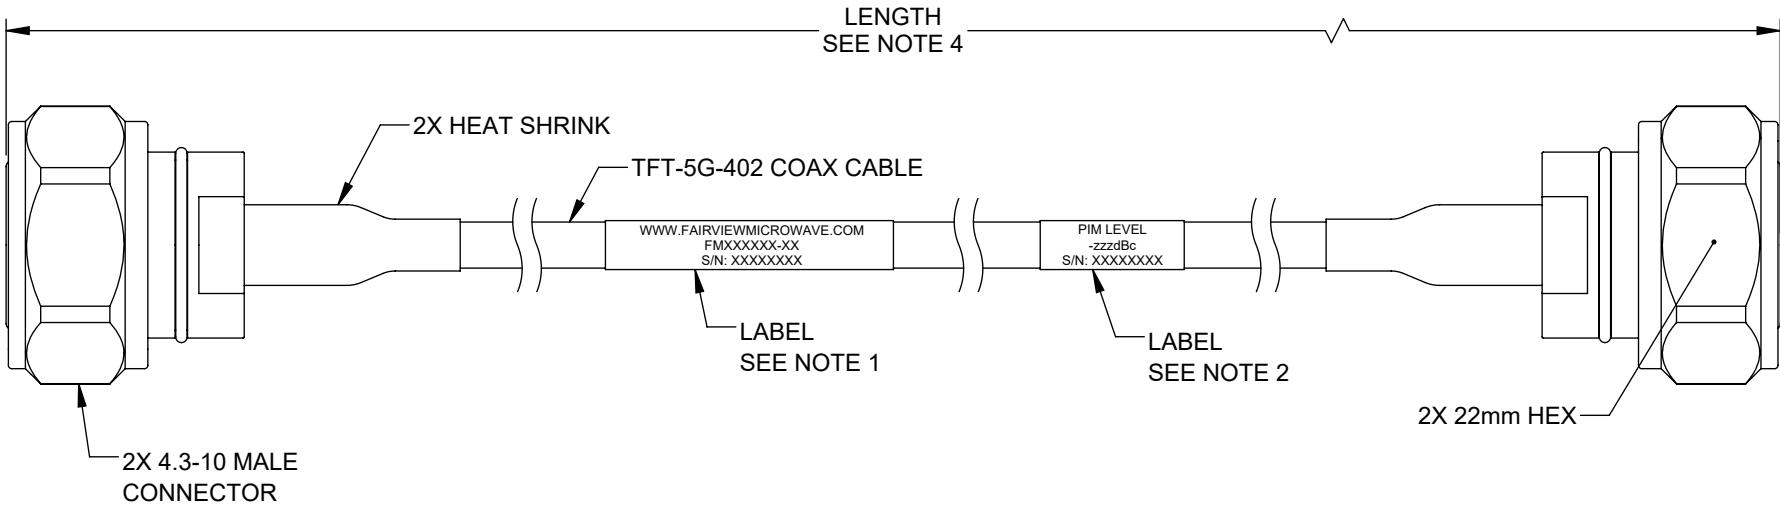 LENGTH
SEE NOTE 4
2X HEAT SHRINK
TFT-5G-402 COAX CABLE
WWW.FAIRVIEWMICROWAVE.COM
FMXXXXXX-XX
S/N: XXXXXXXX
PIM LEVEL
-zzzdBc
S/N: XXXXXXXX
LABEL
SEE NOTE 1
LABEL
SEE NOTE 2
2X 22mm HEX
2X 4.3-10 MALE
CONNECTOR